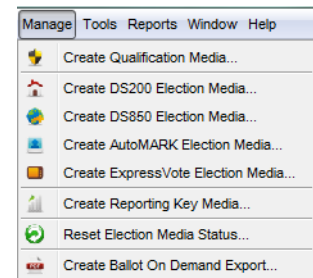 Manage Tools Reports Window Help
Create Qualification Media...
Create DS200 Election Media...
Create DS850 Election Media...
Create AutoMARK Election Media...
Create ExpressVote Election Media...
Create Reporting Key Media...
Reset Election Media Status...
Create Ballot On Demand Export...